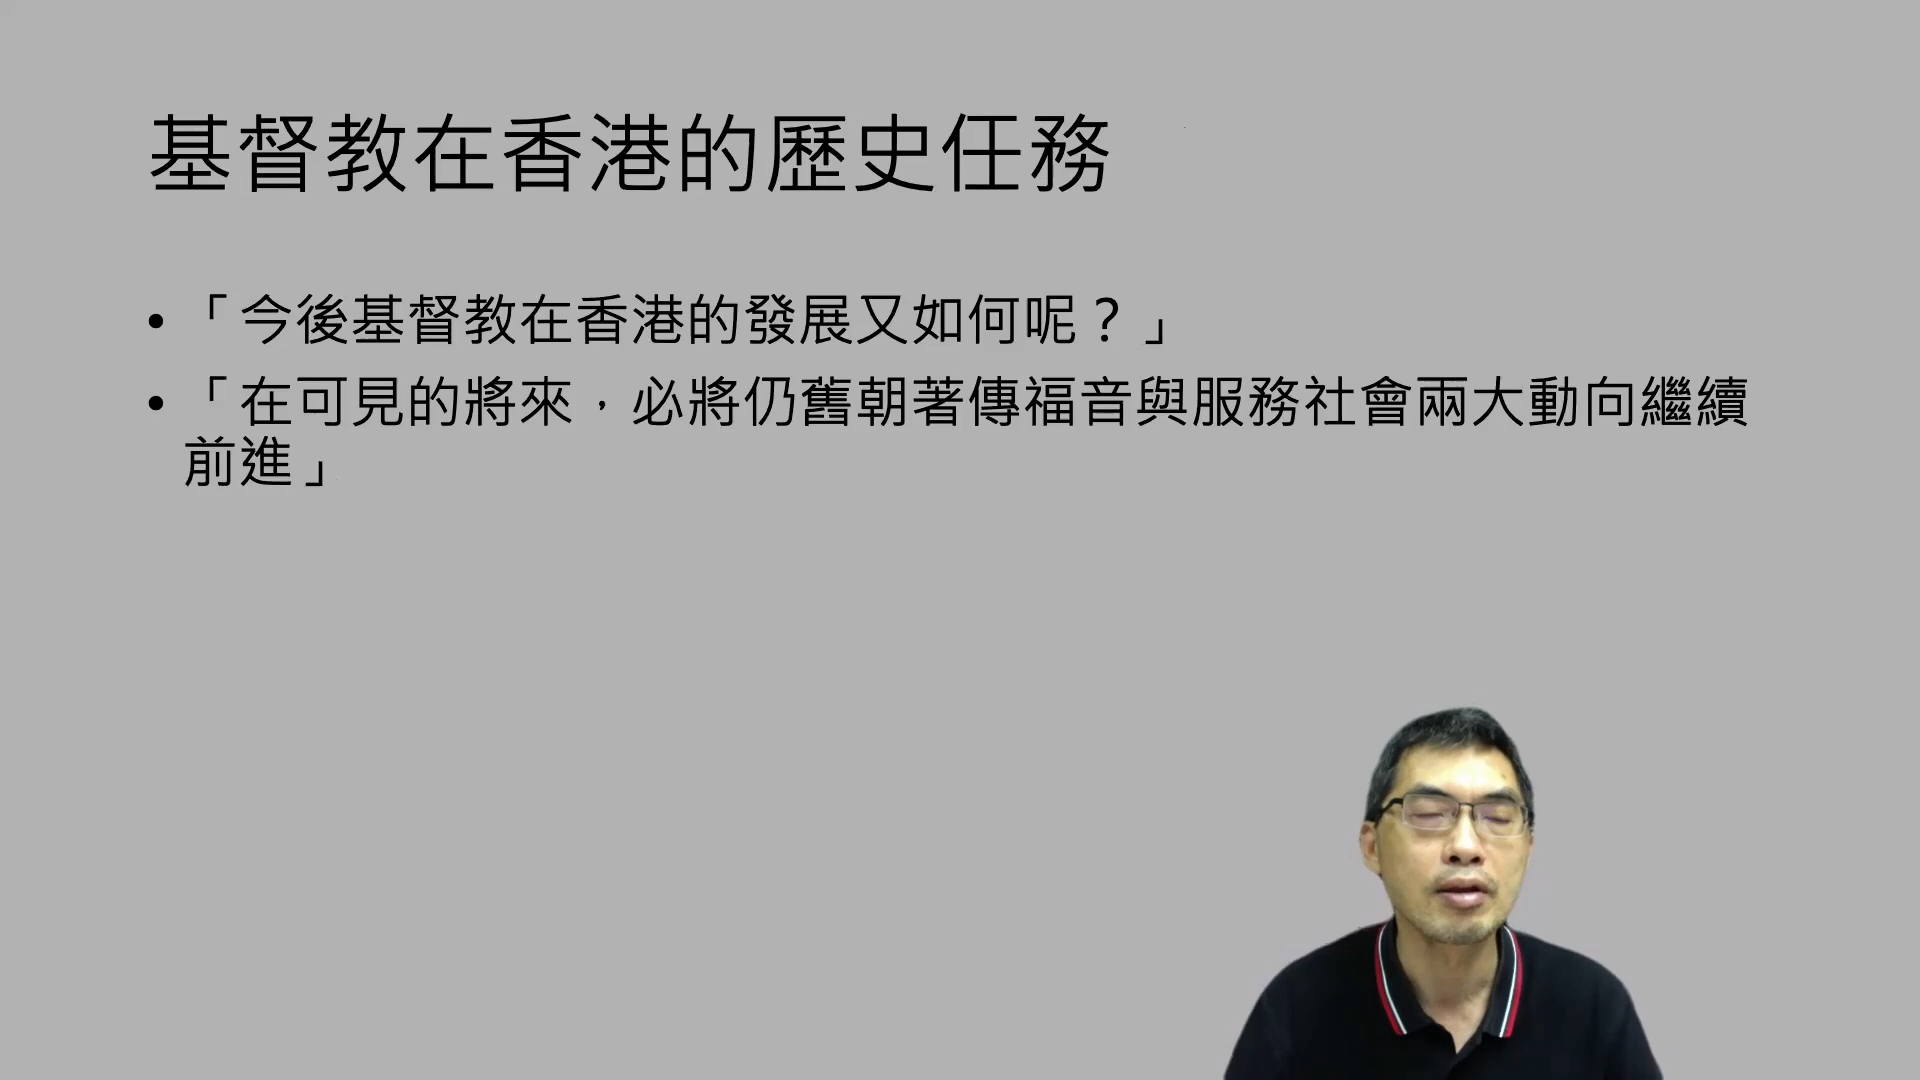 基督教在香港的歷史任務
• 「今後基督教在香港的發展又如何呢？」
• 「在可見的將來，必將仍舊朝著傳福音與服務社會兩大動向繼續
前進」